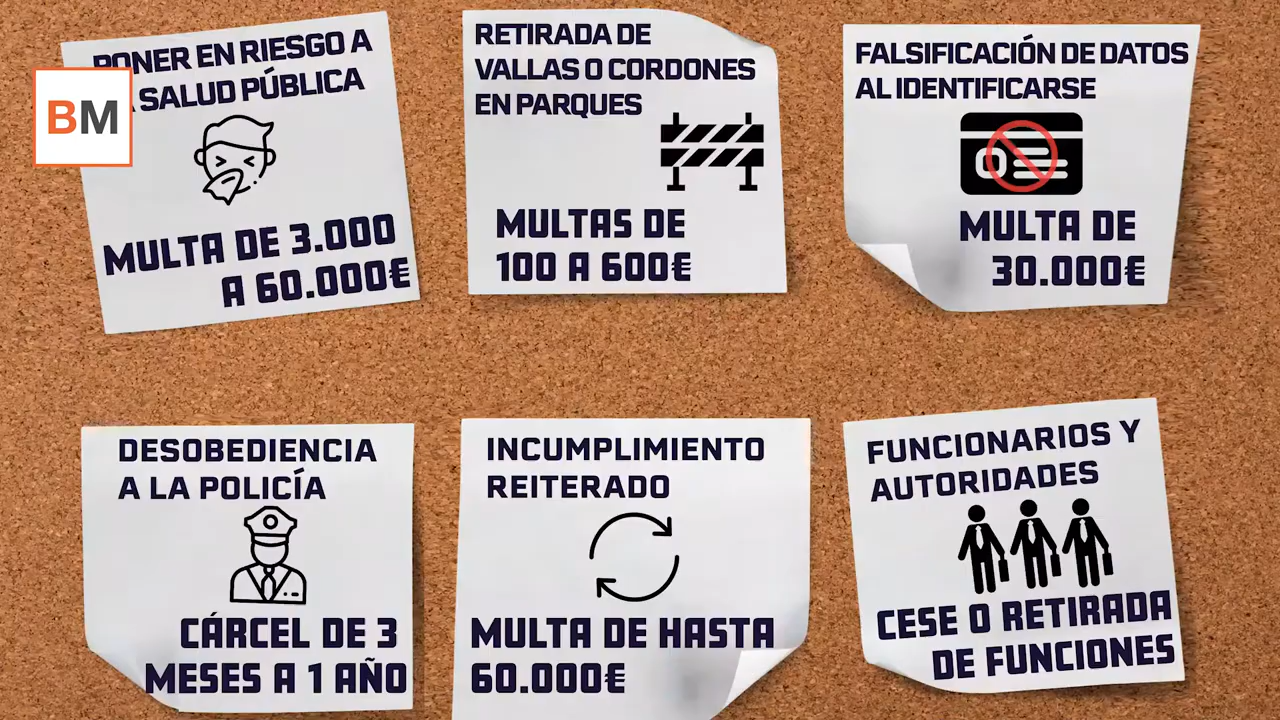 PONER EN RIESGO A
SALUD PÚBLICA
MULTA DE 3.000
A 60.000€
BM
RETIRADA DE
VALLAS O CORDONES
EN PARQUES
MULTAS DE
100 A 600€
FALSIFICACIÓN DE DATOS
AL IDENTIFICARSE
MULTA DE
30.000€
DESOBEDIENCIA
A LA POLICÍA
CÁRCEL DE 3
MESES A 1 AÑO
INCUMPLIMIENTO
REITERADO
MULTA DE HASTA
60.000€
FUNCIONARIOS Y
AUTORIDADES
CESE O RETIRADA
DE FUNCIONES